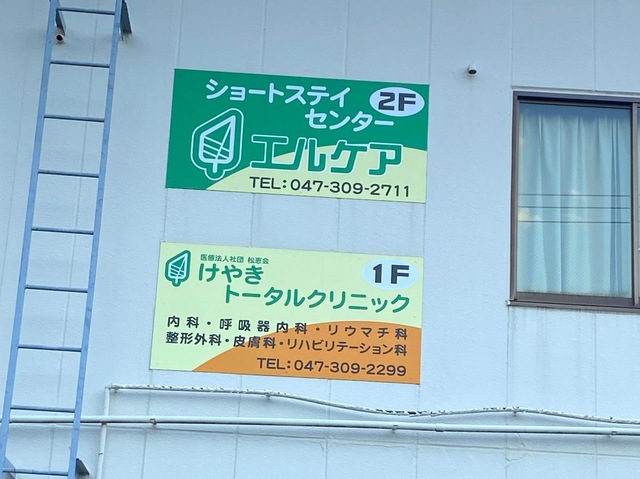 ショートステイ 2F
センター
エルケア
TEL:047-309-2711
医療法人社団 松恵会
けやき 1F
トータルクリニック
内科・呼吸器内科・リウマチ科
整形外科・皮膚科・リハビリテーション科
TEL:047-309-2299